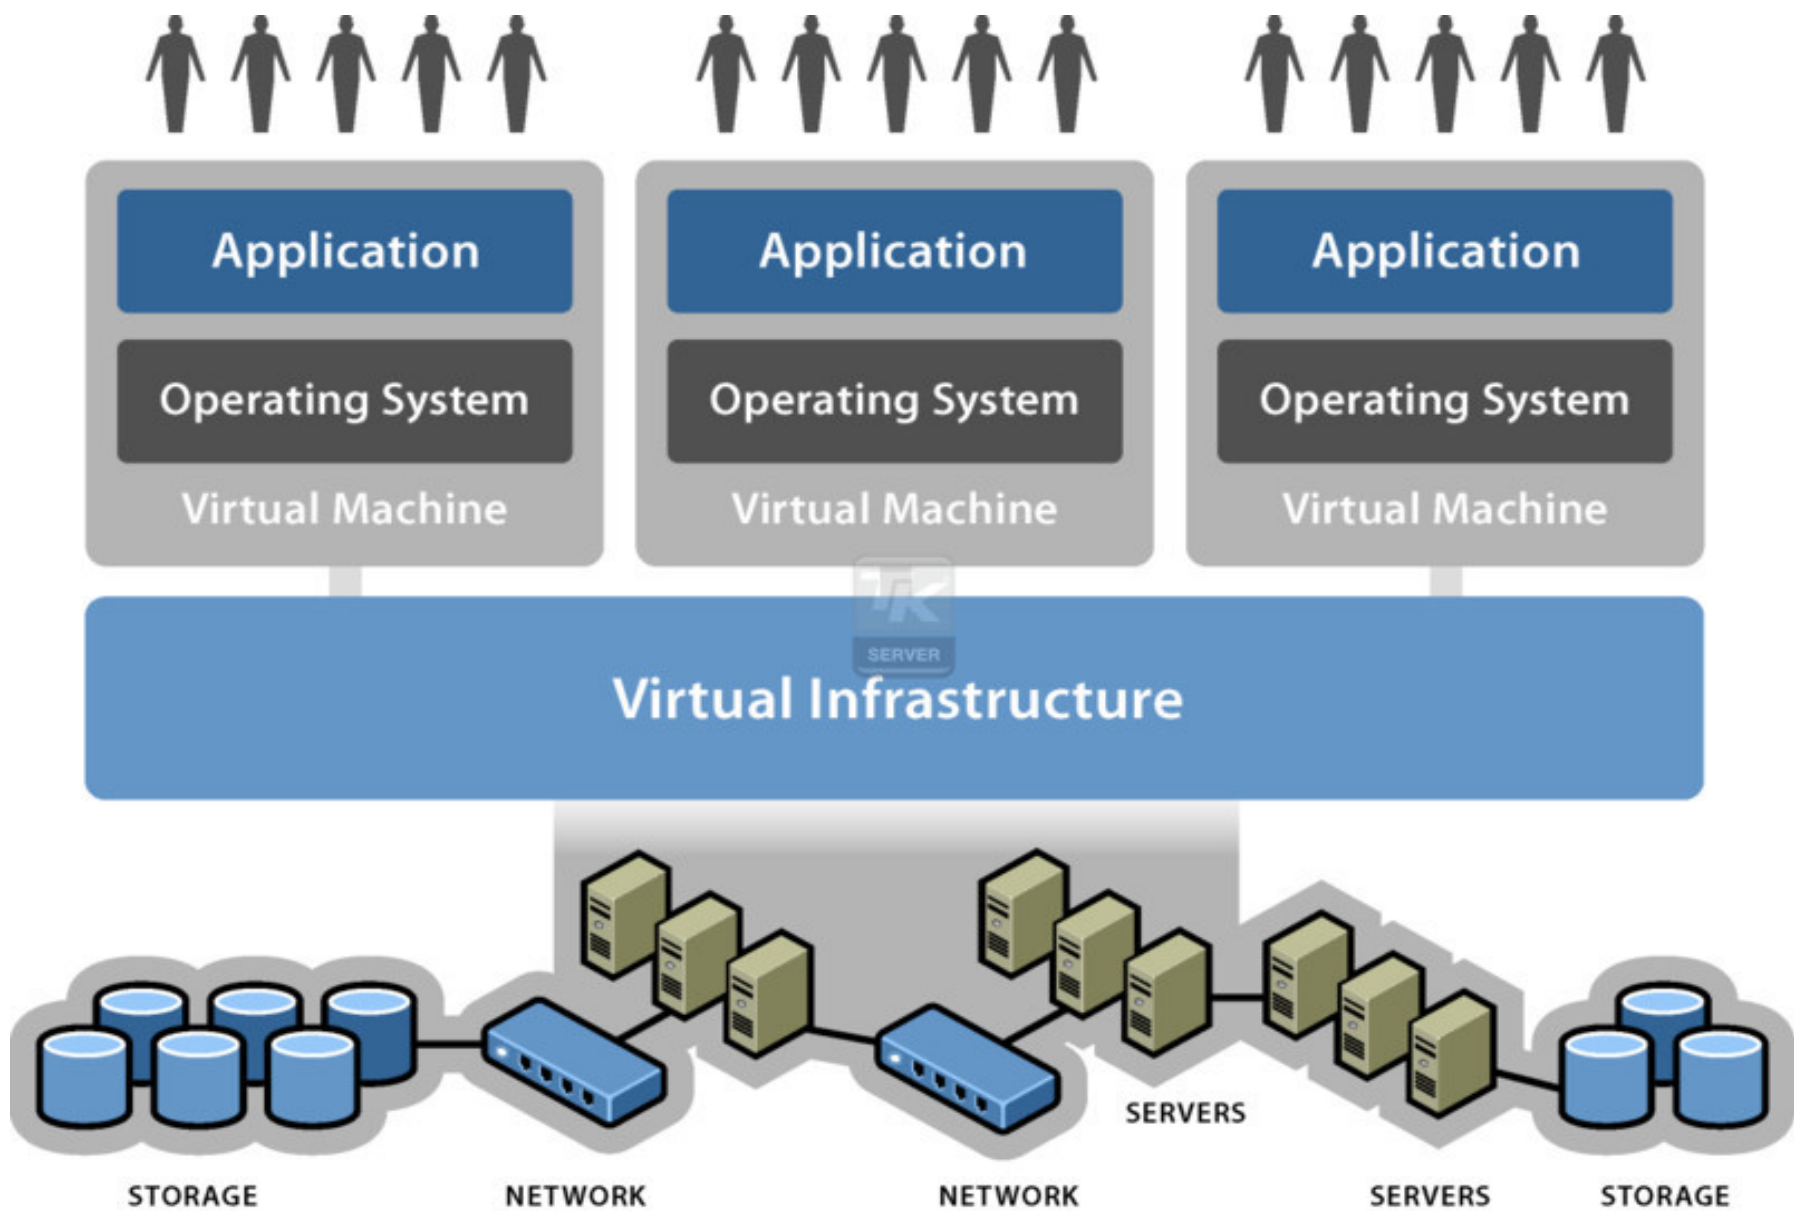 Application
Application
Application
Operating System
Operating System
Operating System
Virtual Machine
Virtual Machine
Virtual Machine
TK
SERVER
Virtual Infrastructure
SERVERS
STORAGE
NETWORK
NETWORK
SERVERS
STORAGE